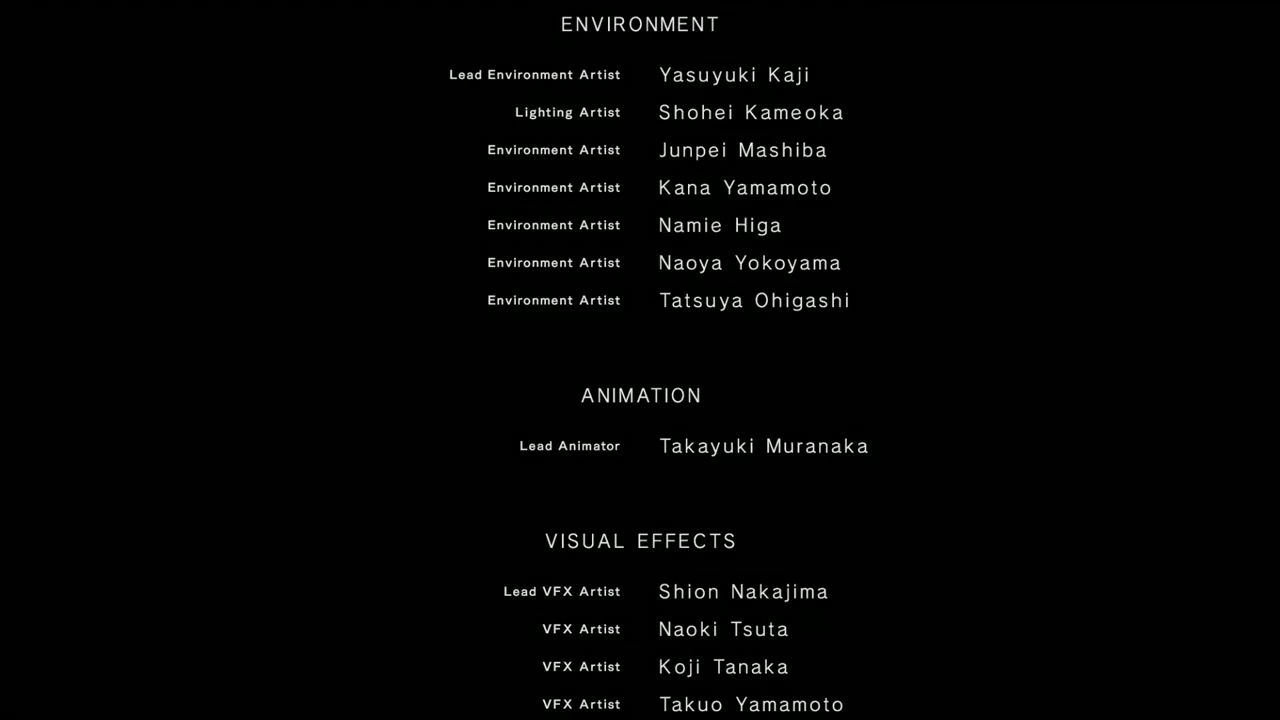 ENVIRONMENT
Lead Environment Artist Yasuyuki Kaji
Lighting Artist Shohei Kameoka
Environment Artist Junpei Mashiba
Environment Artist Kana Yamamoto
Environment Artist Namie Higa
Environment Artist Naoya Yokoyama
Environment Artist Tatsuya Ohigashi
ANIMATION
Lead Animator Takayuki Muranaka
VISUAL EFFECTS
Lead VFX Artist Shion Nakajima
VFX Artist Naoki Tsuta
VFX Artist Koji Tanaka
VFX Artist Takuo Yamamoto